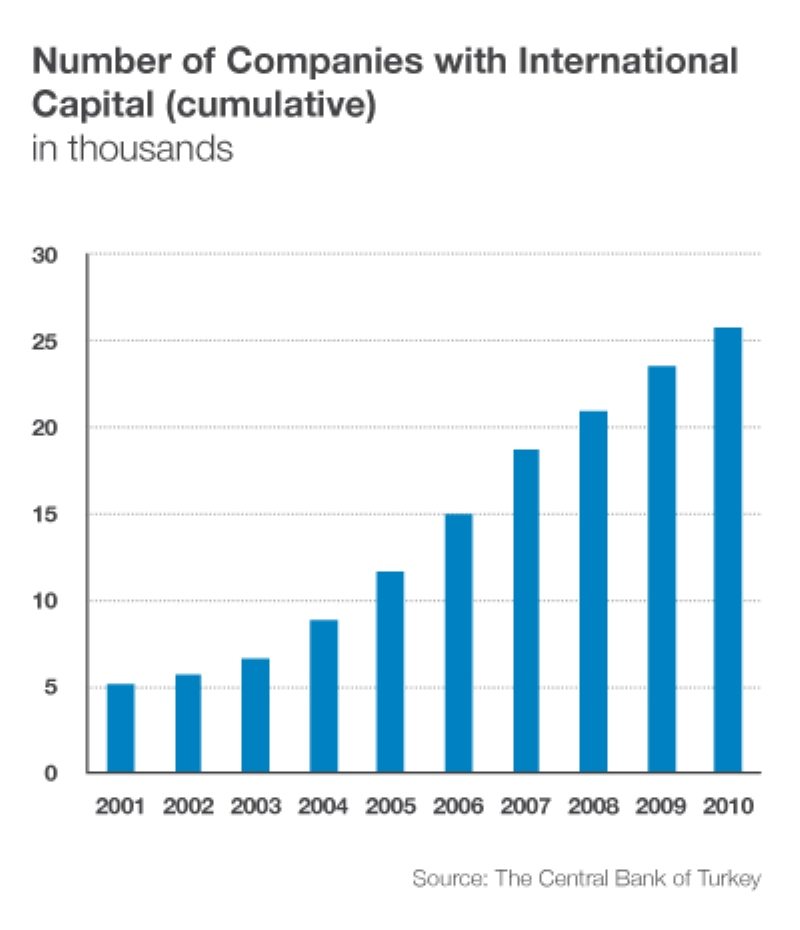 Number of Companies with International
Capital (cumulative)
in thousands
30
25
20
15
10
5
0
2001 2002 2003 2004 2005 2006 2007 2008 2009 2010
Source: The Central Bank of Turkey